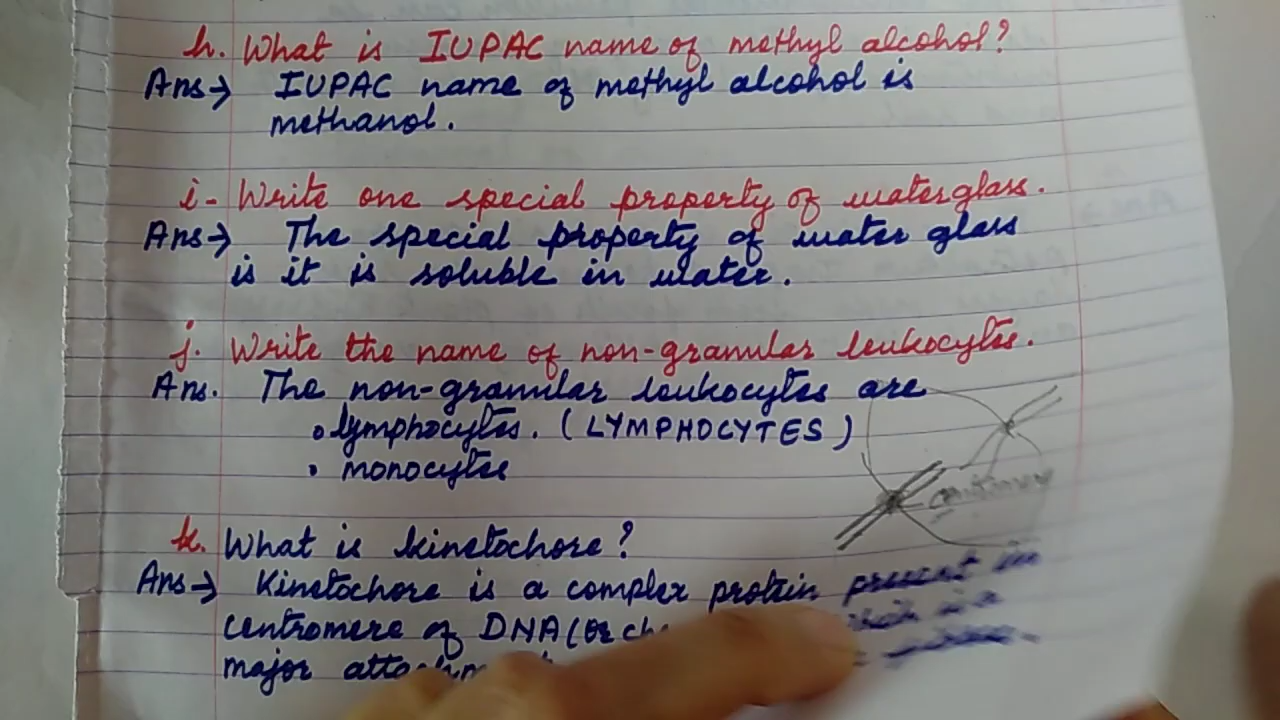 h. What is IUPAC name of methyl alcohol?
Ans→ IUPAC name of methyl alcohol is
methanol.
i- Write one special property of waterglass.
Ans→ The special property of water glass
is it is soluble in water.
j. Write the name of non-granular leukocytes.
Ans. The non-granular leukocytes are
• lymphocytes. (LYMPHOCYTES)
• monocytes
k. What is kinetochore?
Ans→ Kinetochore is a complex protein present in
centromere of DNA (or which is a
major